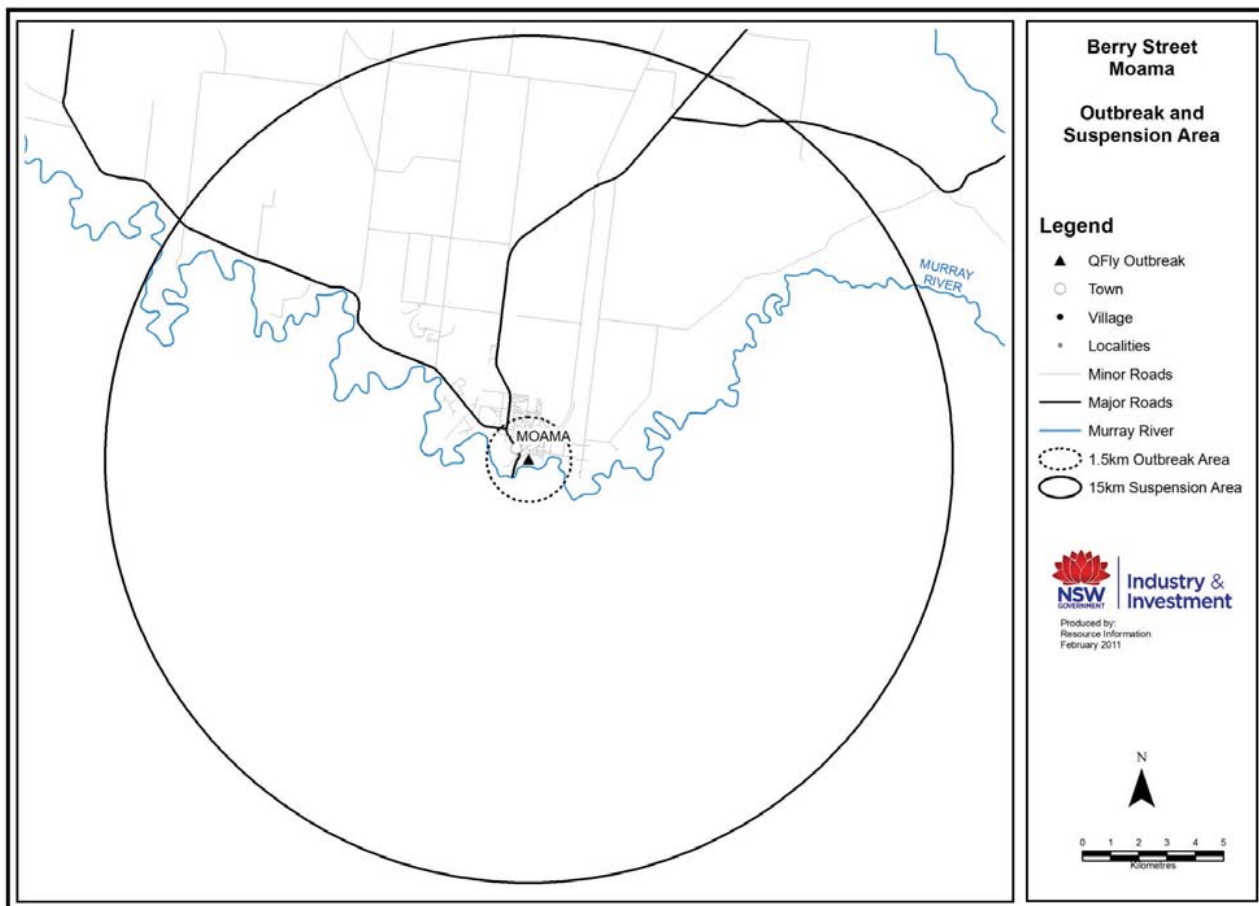 Berry Street
Moama
Outbreak and
Suspension Area
Legend
QFly Outbreak
Town
Village
Localities
Minor Roads
Major Roads
Murray River
1.5km Outbreak Area
15km Suspension Area
MURRAY
RIVER
MOAMA
NSW
GOVERNMENT
Industry &
Investment
Produced by:
Resource Information
February 2011
N
0 1 2 3 4 5
Kilometres